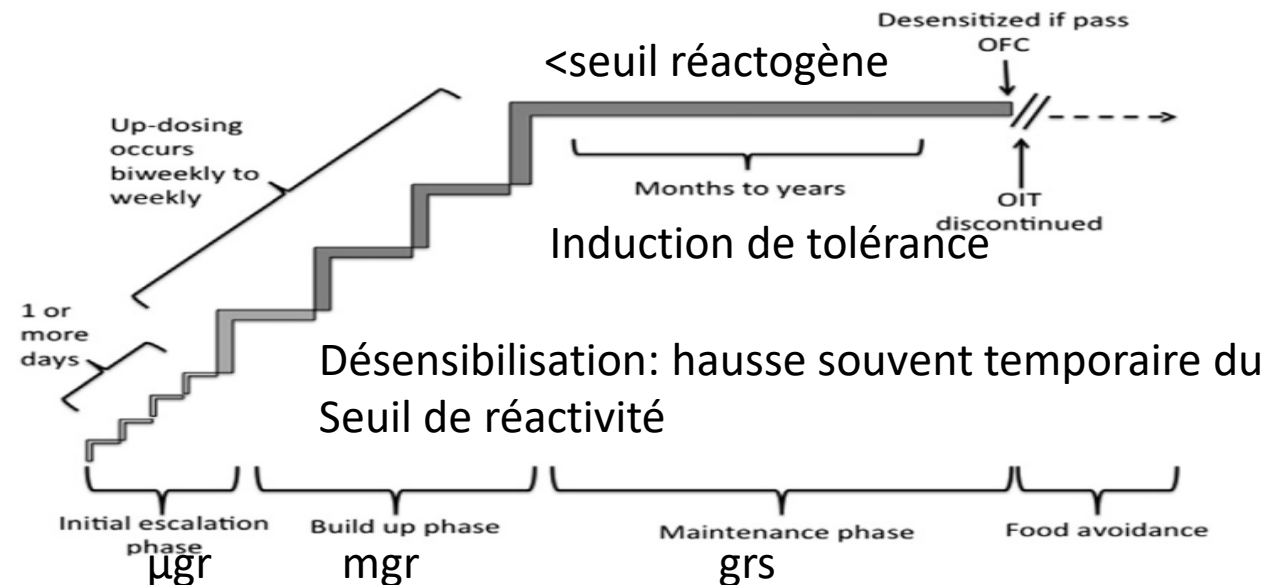 Desensitized if pass
OFC
<seuil réactogène
Up-dosing
occurs
biweekly to
weekly
Months to years
OIT
discontinued
Induction de tolérance
1 or
more
days
Désensibilisation: hausse souvent temporaire du
Seuil de réactivité
Initial escalation
phase
Build up phase
Maintenance phase
Food avoidance
µgr
mgr
grs